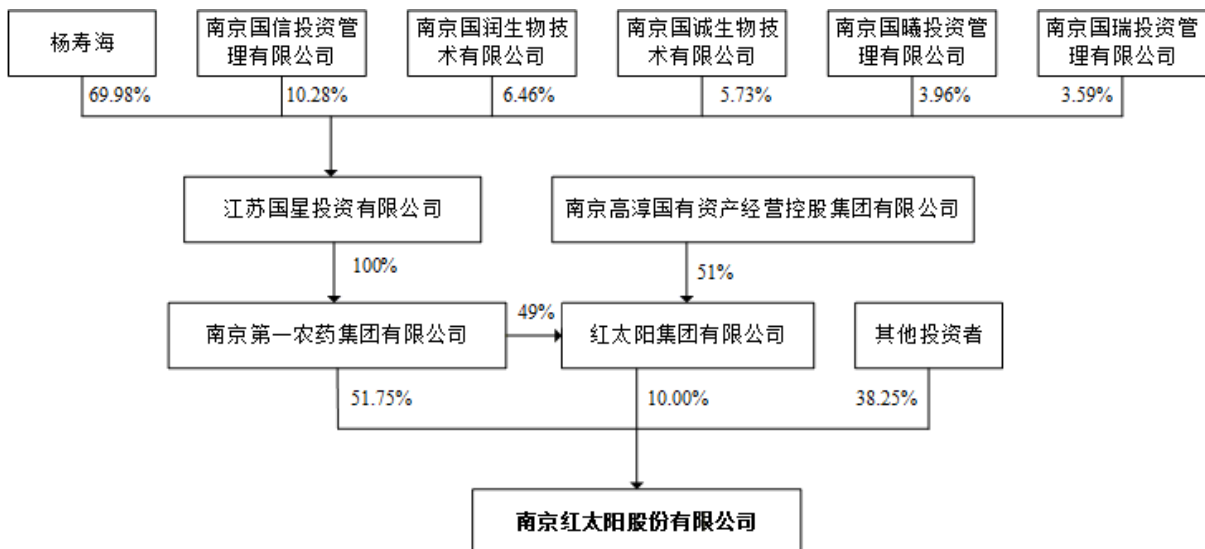 杨寿海
南京国信投资管
理有限公司
南京国润生物技
术有限公司
南京国诚生物技
术有限公司
南京国曦投资管
理有限公司
南京国瑞投资管
理有限公司
69.98%
10.28%
6.46%
5.73%
3.96%
3.59%
江苏国星投资有限公司
南京高淳国有资产经营控股集团有限公司
100%
51%
南京第一农药集团有限公司
49%
红太阳集团有限公司
其他投资者
51.75%
10.00%
38.25%
南京红太阳股份有限公司